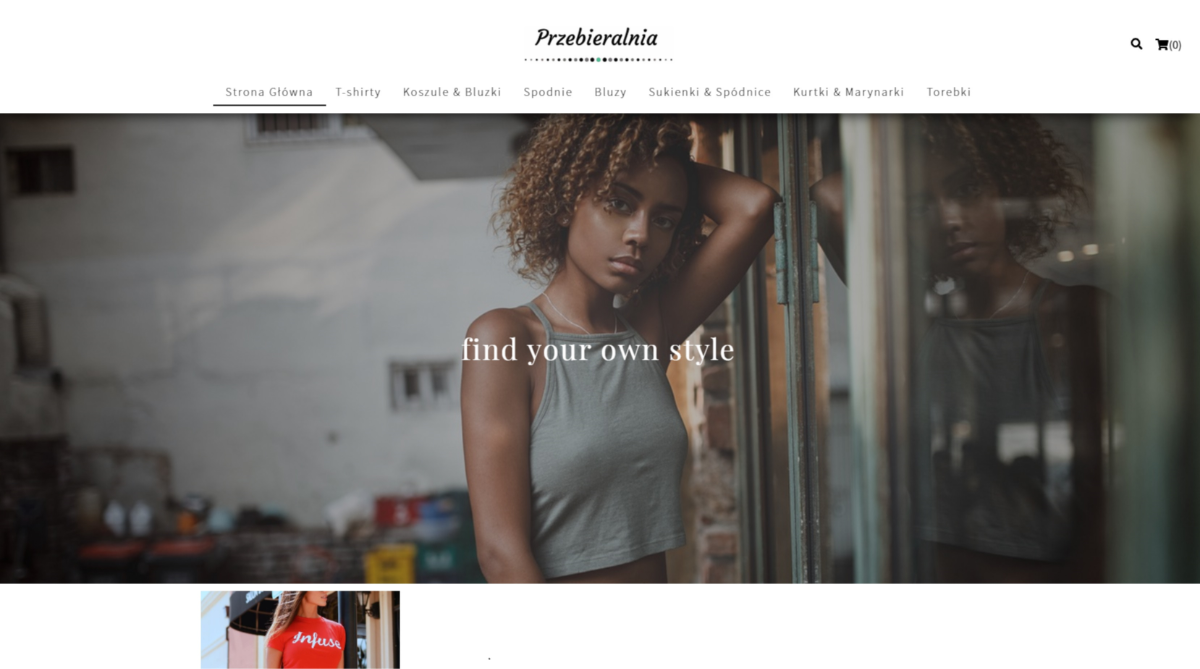 Przebieralnia
(0)
Strona Główna T-shirty Koszule & Bluzki Spodnie Bluzy Sukienki & Spódnice Kurtki & Marynarki Torebki
find your own style
Infuse